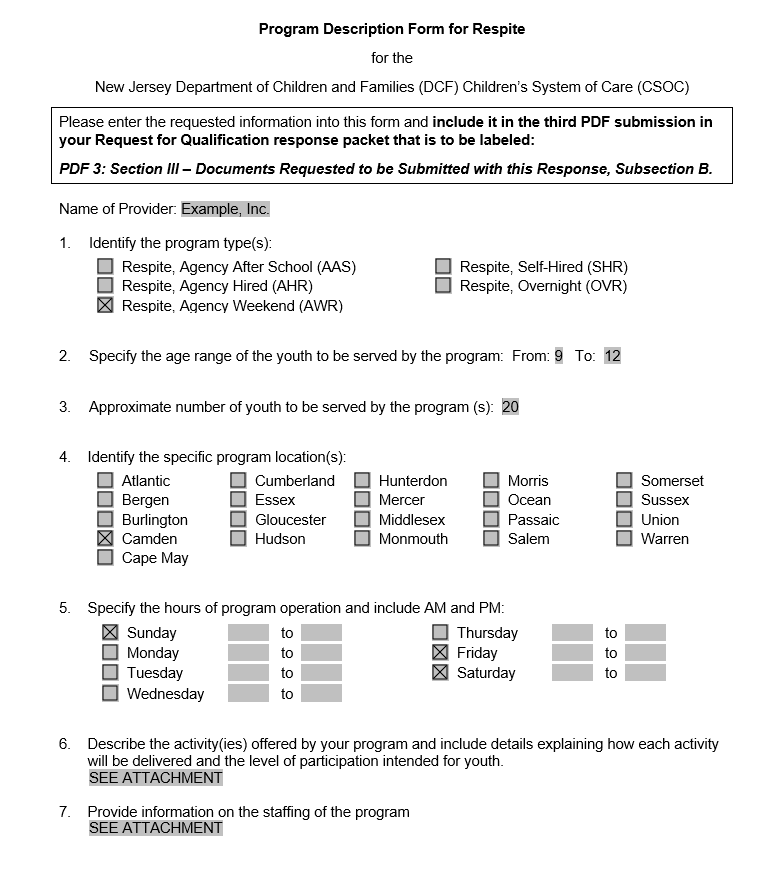 Program Description Form for Respite
for the
New Jersey Department of Children and Families (DCF) Children's System of Care (CSOC)
Please enter the requested information into this form and include it in the third PDF submission in
your Request for Qualification response packet that is to be labeled:
PDF 3: Section III – Documents Requested to be Submitted with this Response, Subsection B.
Name of Provider: Example, Inc.
1. Identify the program type(s):
Respite, Agency After School (AAS) Respite, Self-Hired (SHR)
Respite, Agency Hired (AHR) Respite, Overnight (OVR)
Respite, Agency Weekend (AWR)
2. Specify the age range of the youth to be served by the program: From: 9 To: 12
3. Approximate number of youth to be served by the program (s): 20
4. Identify the specific program location(s):
Atlantic Cumberland Hunterdon Morris Somerset
Bergen Essex Mercer Ocean Sussex
Burlington Gloucester Middlesex Passaic Union
Camden Hudson Monmouth Salem Warren
Cape May
5. Specify the hours of program operation and include AM and PM:
Sunday to Thursday to
Monday to Friday to
Tuesday to Saturday to
Wednesday to
6. Describe the activity(ies) offered by your program and include details explaining how each activity
will be delivered and the level of participation intended for youth.
SEE ATTACHMENT
7. Provide information on the staffing of the program
SEE ATTACHMENT